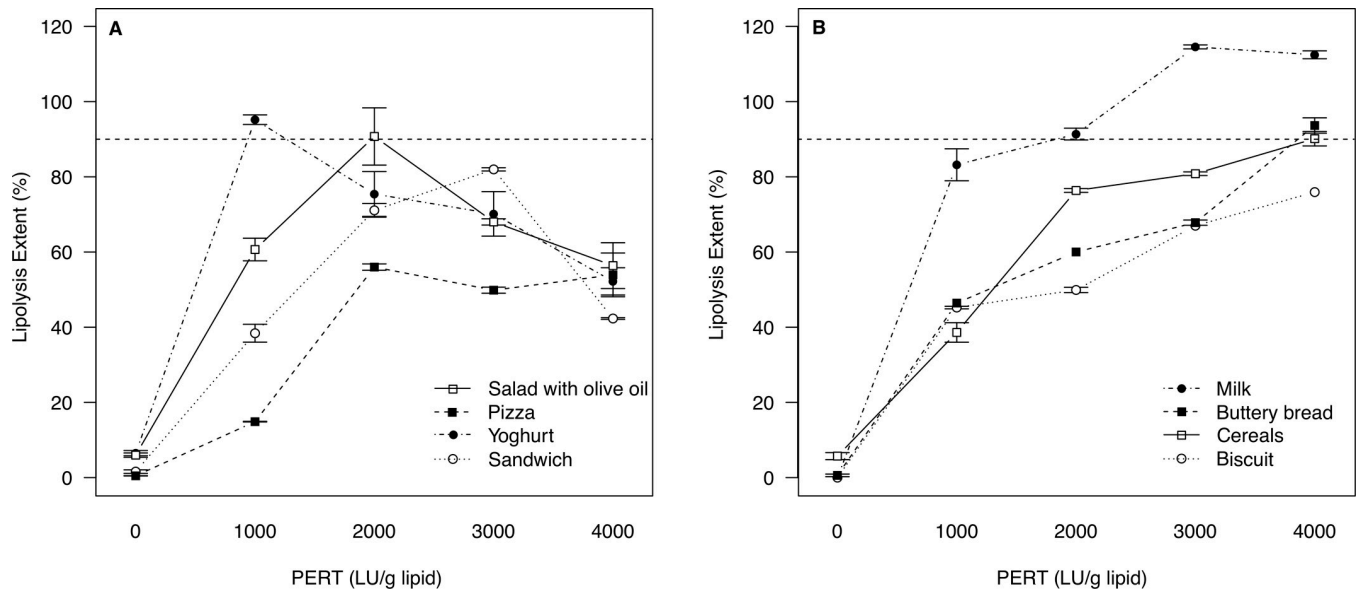 A
Lipolysis Extent (%)
120
100
80
60
40
20
0
Salad with olive oil
Pizza
Yoghurt
Sandwich
0 1000 2000 3000 4000
PERT (LU/g lipid)
B
Lipolysis Extent (%)
120
100
80
60
40
20
0
Milk
Buttery bread
Cereals
Biscuit
0 1000 2000 3000 4000
PERT (LU/g lipid)